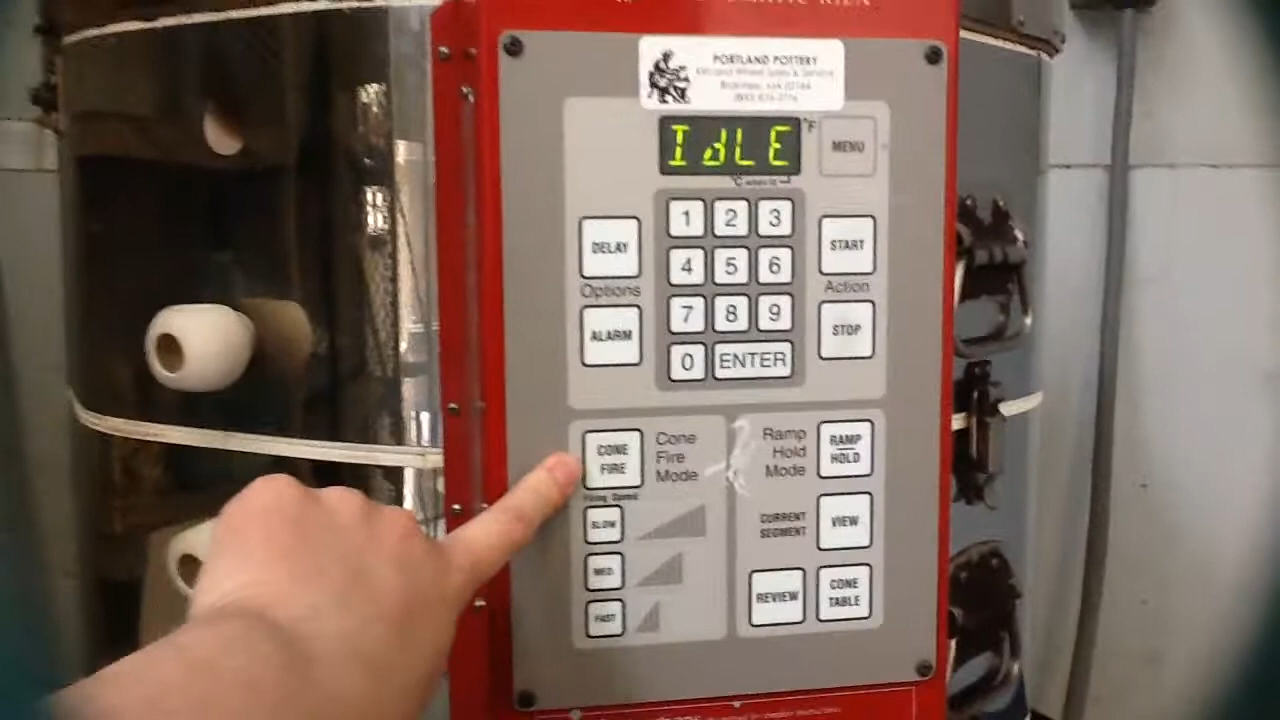 PORTLAND POTTERY
IDLE
°F
MENU
°C
1 2 3
DELAY
START
4 5 6
Options
Action
7 8 9
ALARM
STOP
0 ENTER
CONE FIRE
Cone
Fire
Mode
Ramp
Hold
Mode
RAMP
HOLD
Firing Speed
SLOW
CURRENT
SEGMENT
VIEW
MED.
REVIEW
CONE
TABLE
FAST